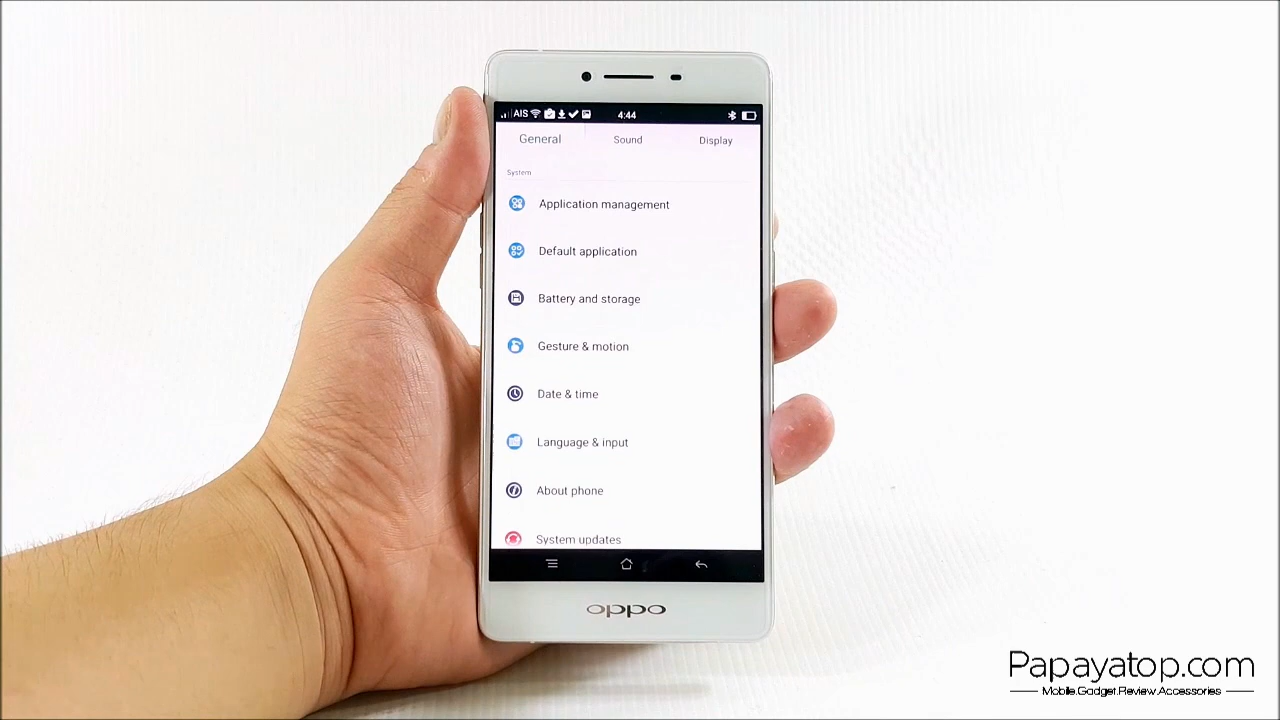 AIS 4:44
General Sound Display
System
Application management
Default application
Battery and storage
Gesture & motion
Date & time
Language & input
About phone
System updates
oppo
Papayatop.com
Mobile.Gadget.Review.Accessories